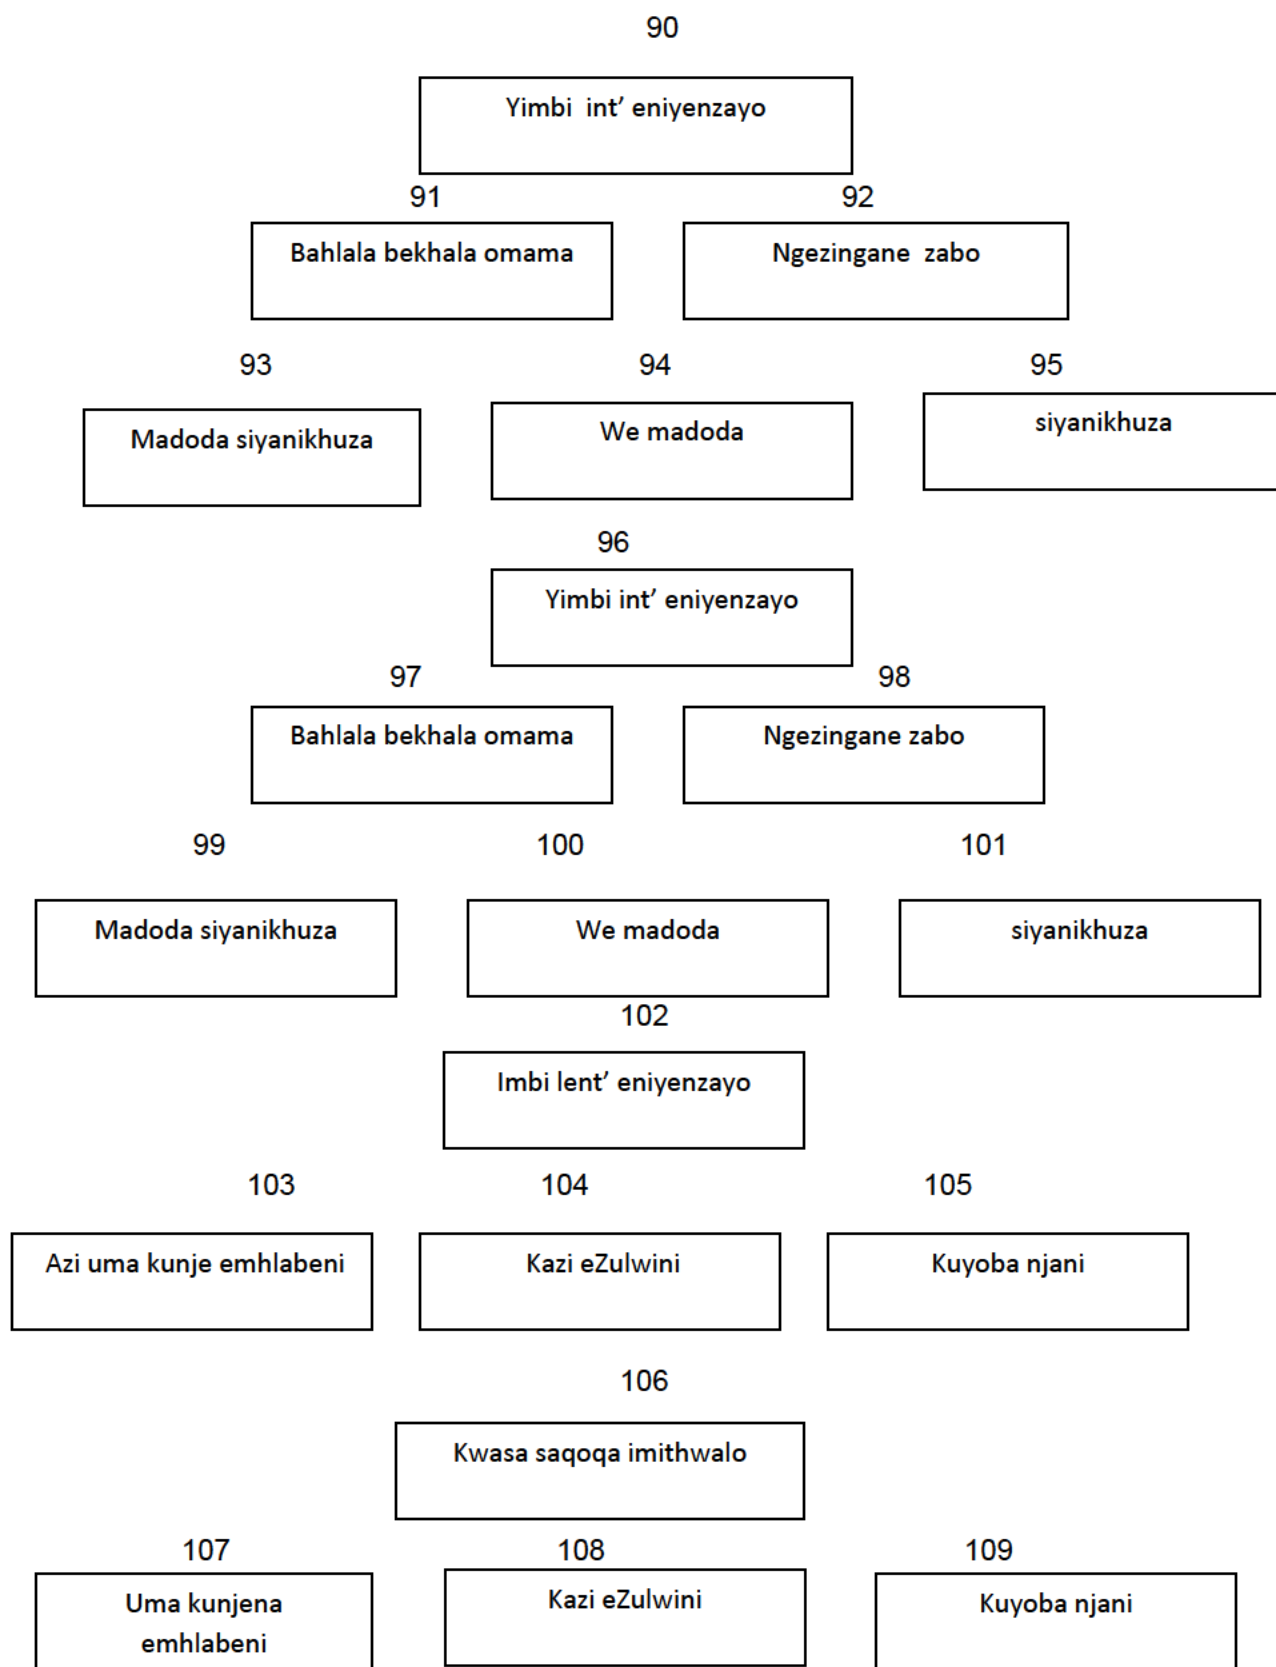 90
Yimbi int’ eniyenzayo
91 92
Bahlala bekhala omama Ngezingane zabo
93 94 95
Madoda siyanikhuza We madoda siyanikhuza
96
Yimbi int’ eniyenzayo
97 98
Bahlala bekhala omama Ngezingane zabo
99 100 101
Madoda siyanikhuza We madoda siyanikhuza
102
Imbi lent’ eniyenzayo
103 104 105
Azi uma kunje emhlabeni Kazi eZulwini Kuyoba njani
106
Kwasa saqoqa imithwalo
107 108 109
Uma kunjena
emhlabeni
Kazi eZulwini Kuyoba njani